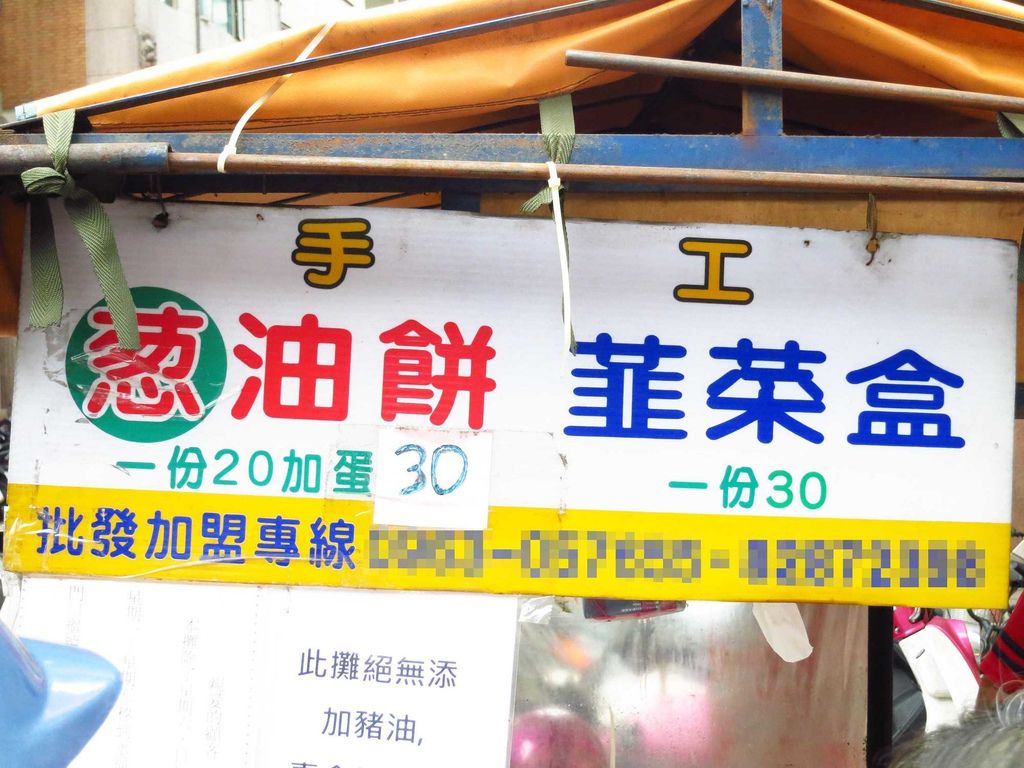 手工
葱油餅 韮菜盒
一份20加蛋30 一份30
批發加盟專線
此攤絕無添
加豬油,